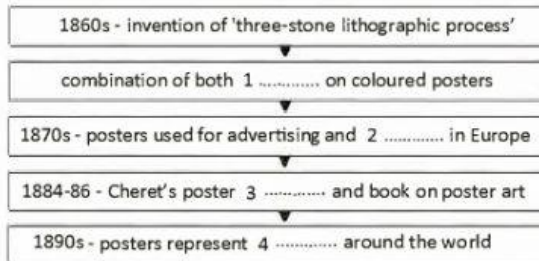 1860s - invention of 'three-stone lithographic process'
combination of both 1 ............ on coloured posters
1870s - posters used for advertising and 2 ............ in Europe
1884-86 - Cheret's poster 3 ............ and book on poster art
1890s - posters represent 4 ............ around the world